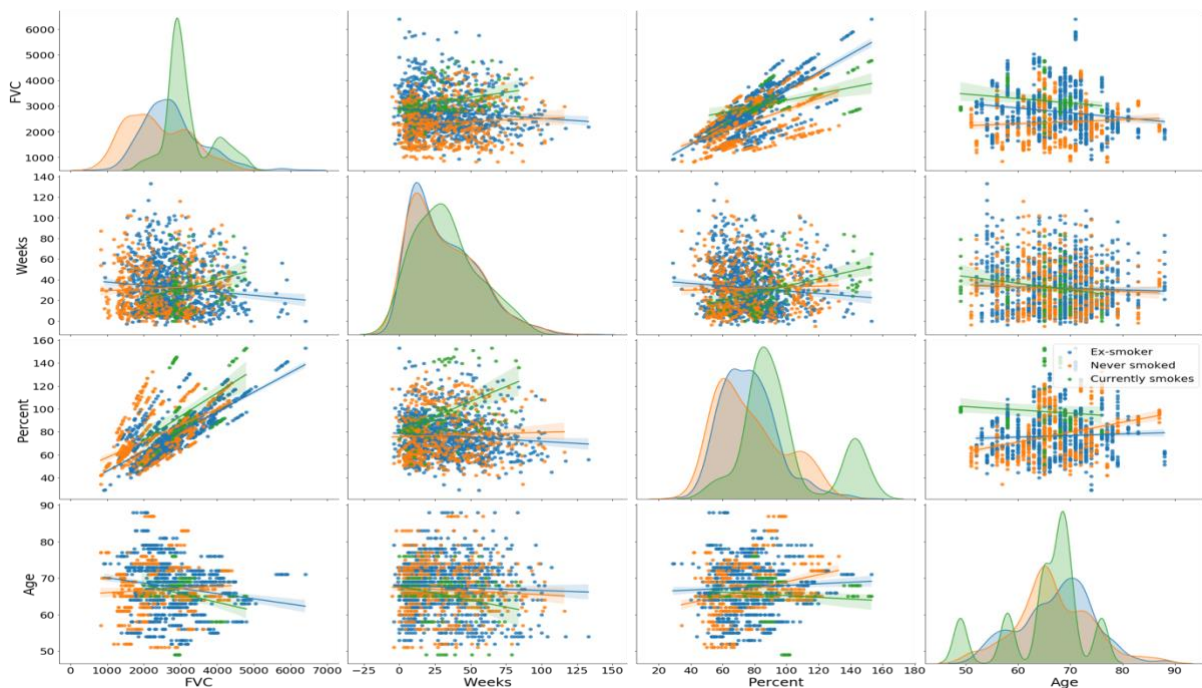 FVC
6000
5000
4000
3000
2000
1000
Weeks
140
120
100
80
60
40
20
0
Percent
160
140
120
100
80
60
40
Ex-smoker
Never smoked
Currently smokes
Age
90
80
70
60
50
0 1000 2000 3000 4000 5000 6000 7000
FVC
−25 0 25 50 75 100 125 150
Weeks
20 40 60 80 100 120 140 160 180
Percent
50 60 70 80 90
Age